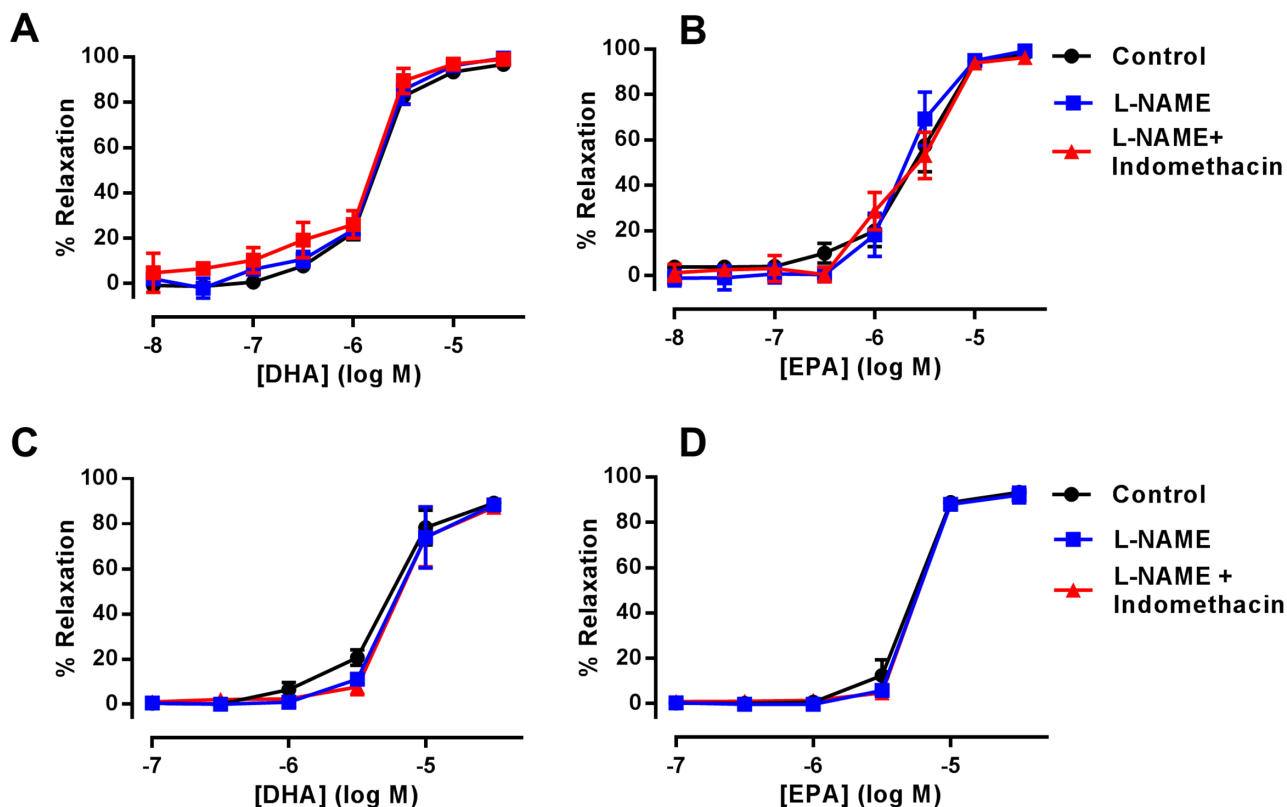 A
% Relaxation
100
80
60
40
20
0
-8
-7
-6
-5
[DHA] (log M)
B
% Relaxation
100
80
60
40
20
0
-8
-7
-6
-5
[EPA] (log M)
Control
L-NAME
L-NAME+
Indomethacin
C
% Relaxation
100
80
60
40
20
0
-7
-6
-5
[DHA] (log M)
D
% Relaxation
100
80
60
40
20
0
-7
-6
-5
[EPA] (log M)
Control
L-NAME
L-NAME +
Indomethacin